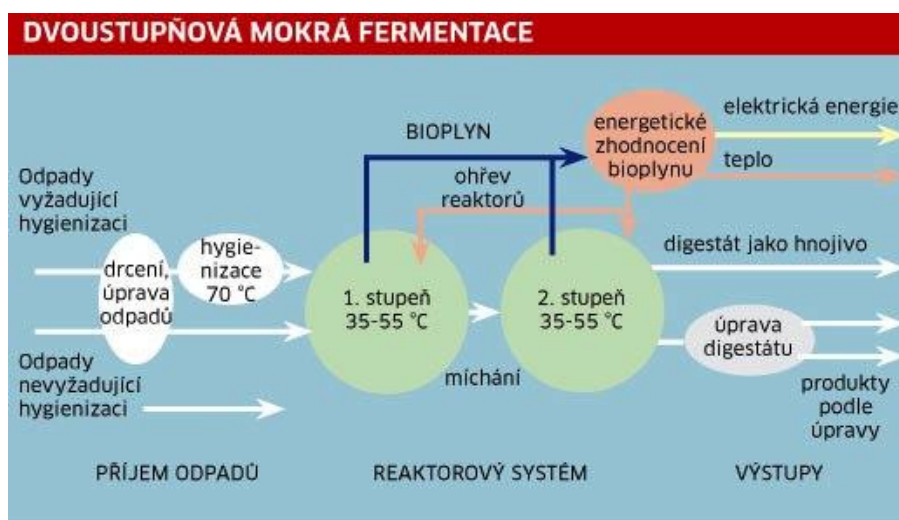 DVOUSTUPŇOVÁ MOKRÁ FERMENTACE
Odpady
vyžadující
hygienizaci
drcení,
úprava
odpadů
hygie-
nizace
70 °C
Odpady
nevyžadující
hygienizaci
BIOPLYN
ohřev
reaktorů
1. stupeň
35-55 °C
2. stupeň
35-55 °C
míchání
energetické
zhodnocení
bioplynu
elektrická energie
teplo
digestát jako hnojivo
úprava
digestátu
produkty
podle
úpravy
PŘÍJEM ODPADŮ
REAKTOROVÝ SYSTÉM
VÝSTUPY